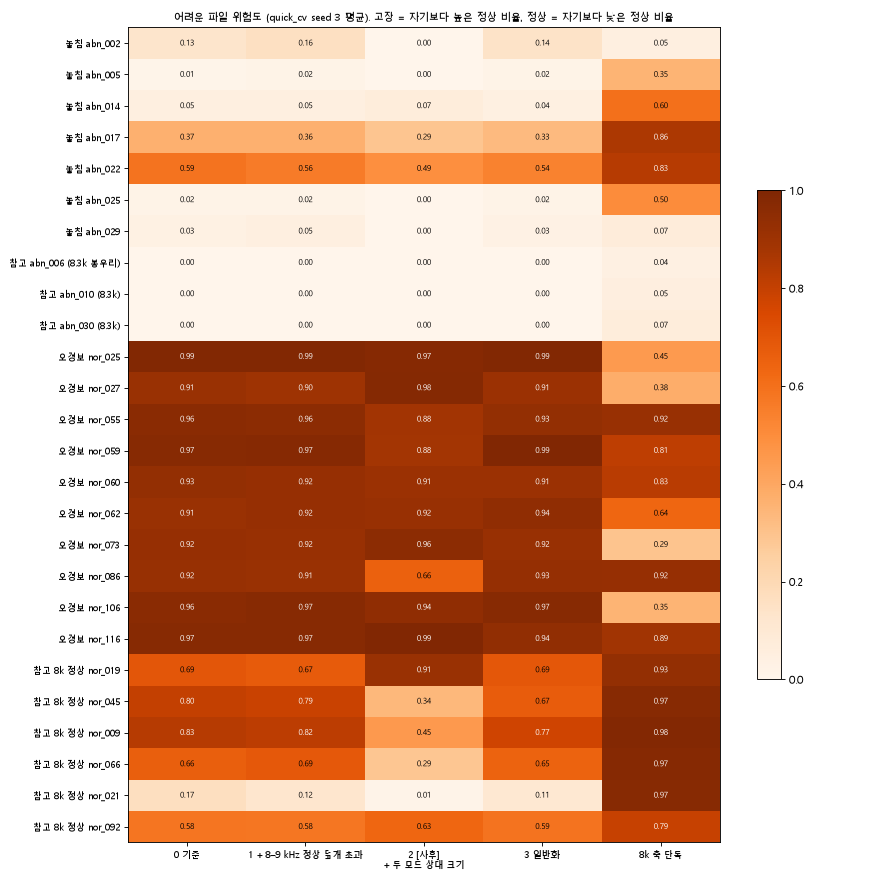 어려운 파일 위험도 (quick_cv seed 3 평균). 고장 = 자기보다 높은 정상 비율, 정상 = 자기보다 낮은 정상 비율
놓침 abn_002 0.13 0.16 0.00 0.14 0.05
놓침 abn_005 0.01 0.02 0.00 0.02 0.35
놓침 abn_014 0.05 0.05 0.07 0.04 0.60
놓침 abn_017 0.37 0.36 0.29 0.33 0.86
놓침 abn_022 0.59 0.56 0.49 0.54 0.83
놓침 abn_025 0.02 0.02 0.00 0.02 0.50
놓침 abn_029 0.03 0.05 0.00 0.03 0.07
참고 abn_006 (8.3k 봉우리) 0.00 0.00 0.00 0.00 0.04
참고 abn_010 (8.3k) 0.00 0.00 0.00 0.00 0.05
참고 abn_030 (8.3k) 0.00 0.00 0.00 0.00 0.07
오경보 nor_025 0.99 0.99 0.97 0.99 0.45
오경보 nor_027 0.91 0.90 0.98 0.91 0.38
오경보 nor_055 0.96 0.96 0.88 0.93 0.92
오경보 nor_059 0.97 0.97 0.88 0.99 0.81
오경보 nor_060 0.93 0.92 0.91 0.91 0.83
오경보 nor_062 0.91 0.92 0.92 0.94 0.64
오경보 nor_073 0.92 0.92 0.96 0.92 0.29
오경보 nor_086 0.92 0.91 0.66 0.93 0.92
오경보 nor_106 0.96 0.97 0.94 0.97 0.35
오경보 nor_116 0.97 0.97 0.99 0.94 0.89
참고 8k 정상 nor_019 0.69 0.67 0.91 0.69 0.93
참고 8k 정상 nor_045 0.80 0.79 0.34 0.67 0.97
참고 8k 정상 nor_009 0.83 0.82 0.45 0.77 0.98
참고 8k 정상 nor_066 0.66 0.69 0.29 0.65 0.97
참고 8k 정상 nor_021 0.17 0.12 0.01 0.11 0.97
참고 8k 정상 nor_092 0.58 0.58 0.63 0.59 0.79
0 기준
1 + 8–9 kHz 정상 초과
2 [사후]
+ 두 모드 상대 크기
3 일반화
8k 축 단독
1.0
0.8
0.6
0.4
0.2
0.0